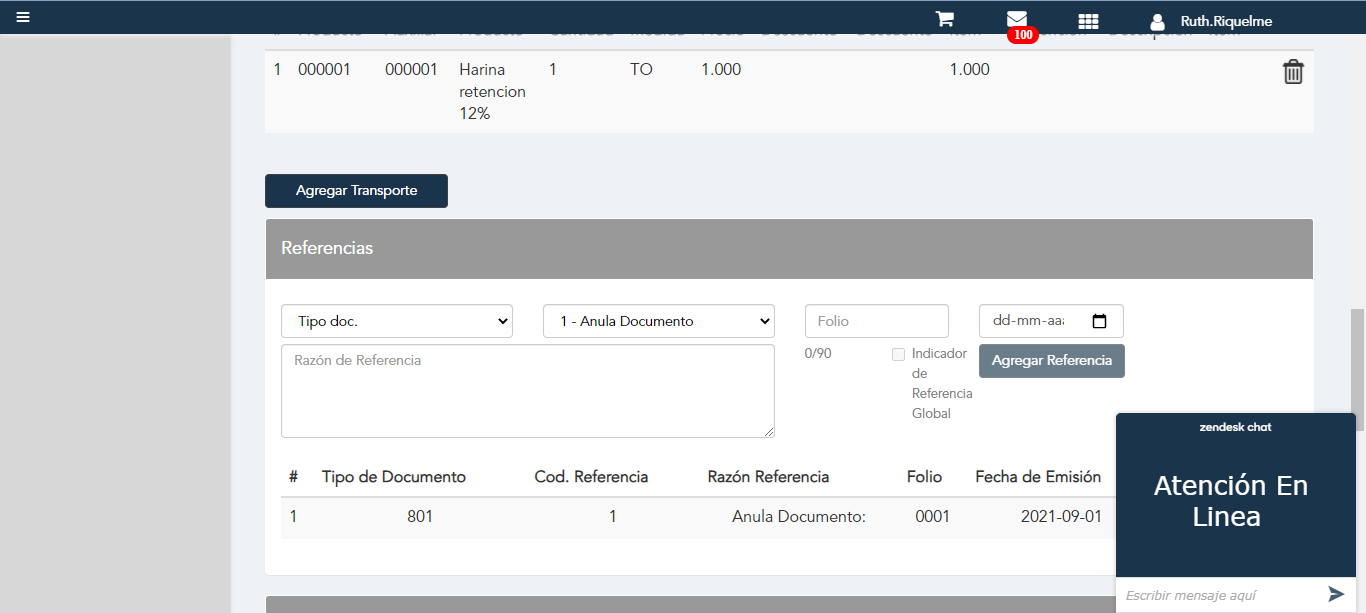 Ruth.Riquelme
100
1 000001 000001 Harina 1 TO 1.000 1.000
retencion
12%
Agregar Transporte
Referencias
Tipo doc. 1 - Anula Documento Folio dd-mm-aa
Razón de Referencia 0/90 Indicador Agregar Referencia
de
Referencia
Global
zendesk chat
# Tipo de Documento Cod. Referencia Razón Referencia Folio Fecha de Emisión
Atención En
Linea
1 801 1 Anula Documento: 0001 2021-09-01
Escribir mensaje aquí